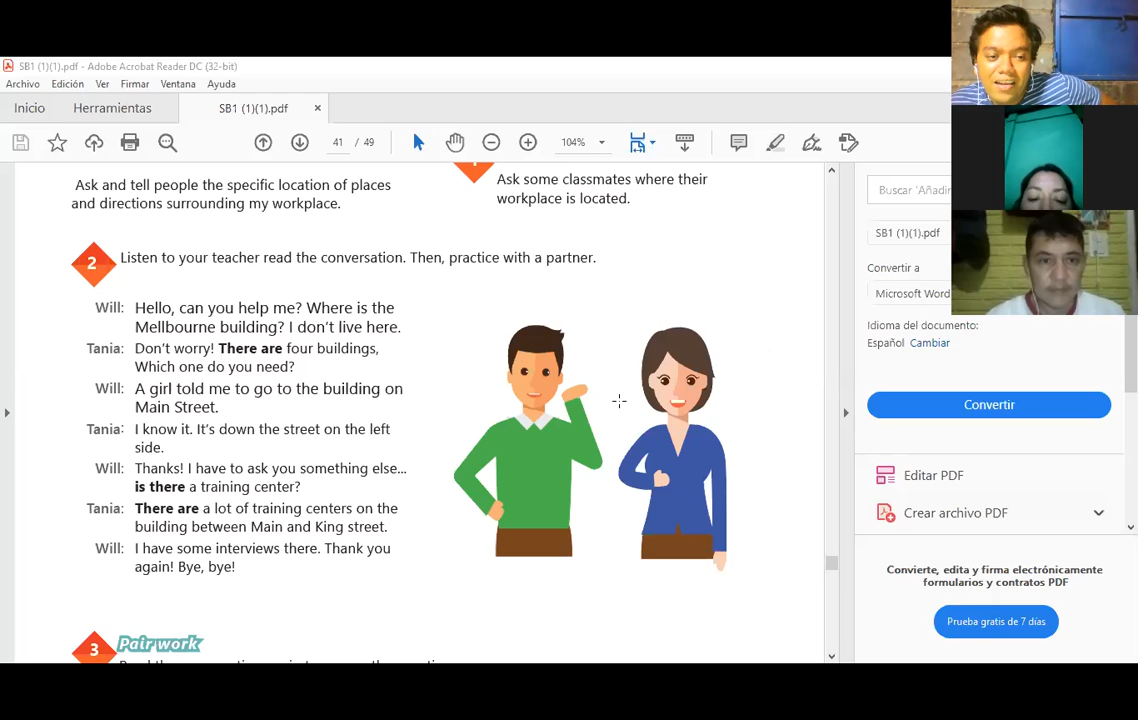 SB1 (1)(1).pdf - Adobe Acrobat Reader DC (32-bit)
Archivo Edición Ver Firmar Ventana Ayuda
Inicio Herramientas SB1 (1)(1).pdf ×
41 / 49 104%
Ask and tell people the specific location of places
and directions surrounding my workplace.
Ask some classmates where their
workplace is located.
2 Listen to your teacher read the conversation. Then, practice with a partner.
Will: Hello, can you help me? Where is the
Mellbourne building? I don't live here.
Tania: Don't worry! There are four buildings,
Which one do you need?
Will: A girl told me to go to the building on
Main Street.
Tania: I know it. It's down the street on the left
side.
Will: Thanks! I have to ask you something else...
is there a training center?
Tania: There are a lot of training centers on the
building between Main and King street.
Will: I have some interviews there. Thank you
again! Bye, bye!
3 Pair work
Buscar 'Añadir
SB1 (1)(1).pdf
Convertir a
Microsoft Word
Idioma del documento:
Español Cambiar
Convertir
Editar PDF
Crear archivo PDF
Convierte, edita y firma electrónicamente
formularios y contratos PDF
Prueba gratis de 7 días